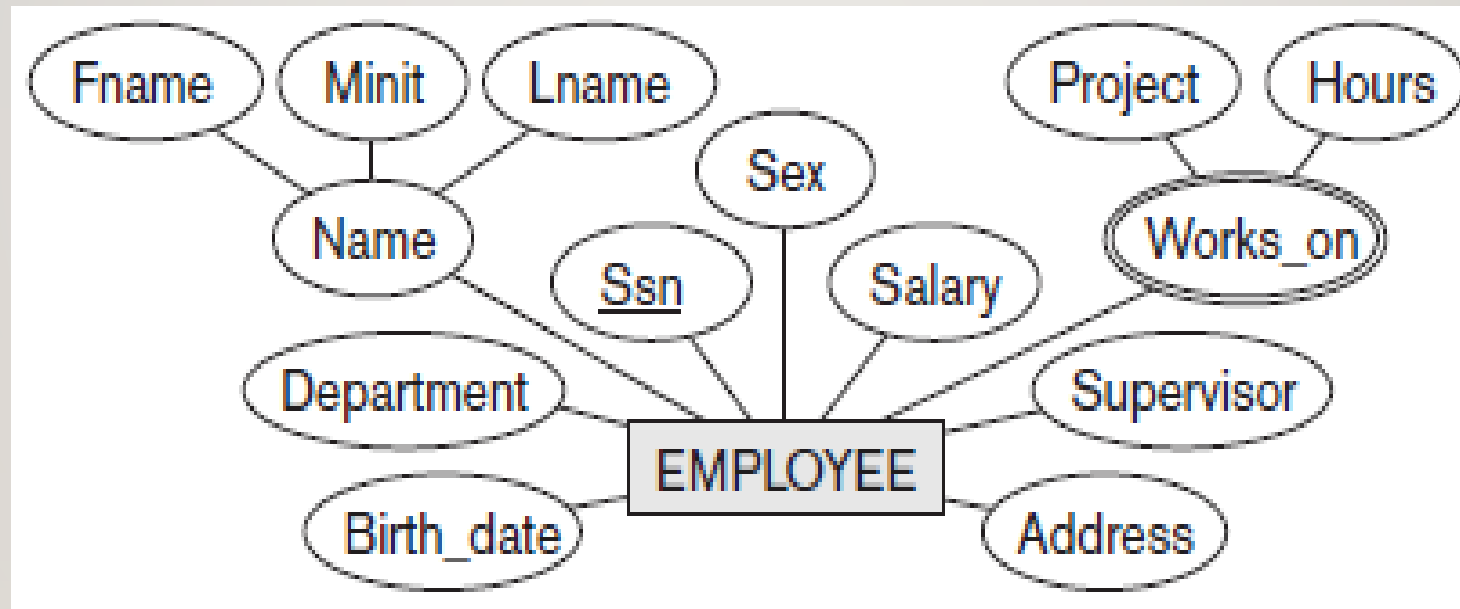 Fname Minit Lname Project Hours
Sex
Name Works_on
Ssn Salary
Department Supervisor
EMPLOYEE
Birth_date Address